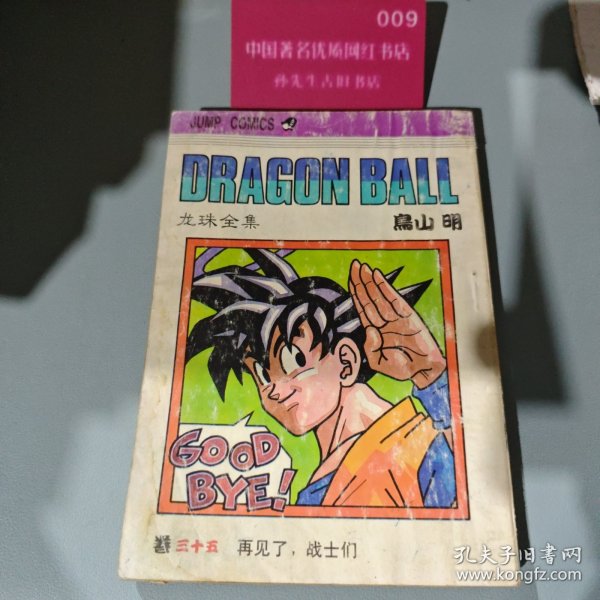 009
中国著名优质网红书店
孙先生古旧书店
JUMP COMICS
DRAGON BALL
龙珠全集
鳥山明
GOOD
BYE!
卷三十五 再见了，战士们
孔夫子旧书网
www.kongfz.com